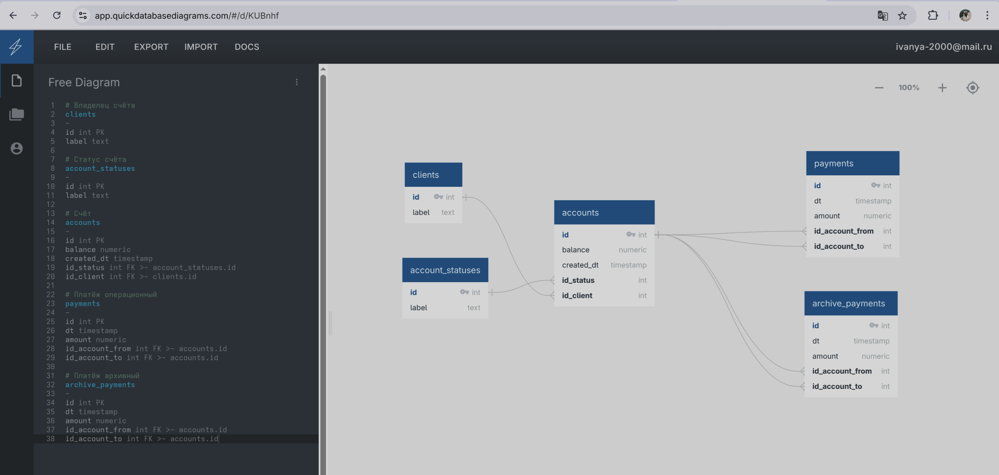 app.quickdatabasediagrams.com/#/d/KUBnhf
FILE EDIT EXPORT IMPORT DOCS
ivanya-2000@mail.ru
Free Diagram
100%
1 # Владелец счёта
2 clients
3 -
4 id int PK
5 label text
6
7 # Статус счёта
8 account_statuses
9 -
10 id int PK
11 label text
12
13 # Счёт
14 accounts
15 -
16 id int PK
17 balance numeric
18 created_dt timestamp
19 id_status int FK >- account_statuses.id
20 id_client int FK >- clients.id
21
22 # Платёж операционный
23 payments
24 -
25 id int PK
26 dt timestamp
27 amount numeric
28 id_account_from int FK >- accounts.id
29 id_account_to int FK >- accounts.id
30
31 # Платёж архивный
32 archive_payments
33 -
34 id int PK
35 dt timestamp
36 amount numeric
37 id_account_from int FK >- accounts.id
38 id_account_to int FK >- accounts.id
clients
id int
label text
account_statuses
id int
label text
accounts
id int
balance numeric
created_dt timestamp
id_status int
id_client int
payments
id int
dt timestamp
amount numeric
id_account_from int
id_account_to int
archive_payments
id int
dt timestamp
amount numeric
id_account_from int
id_account_to int